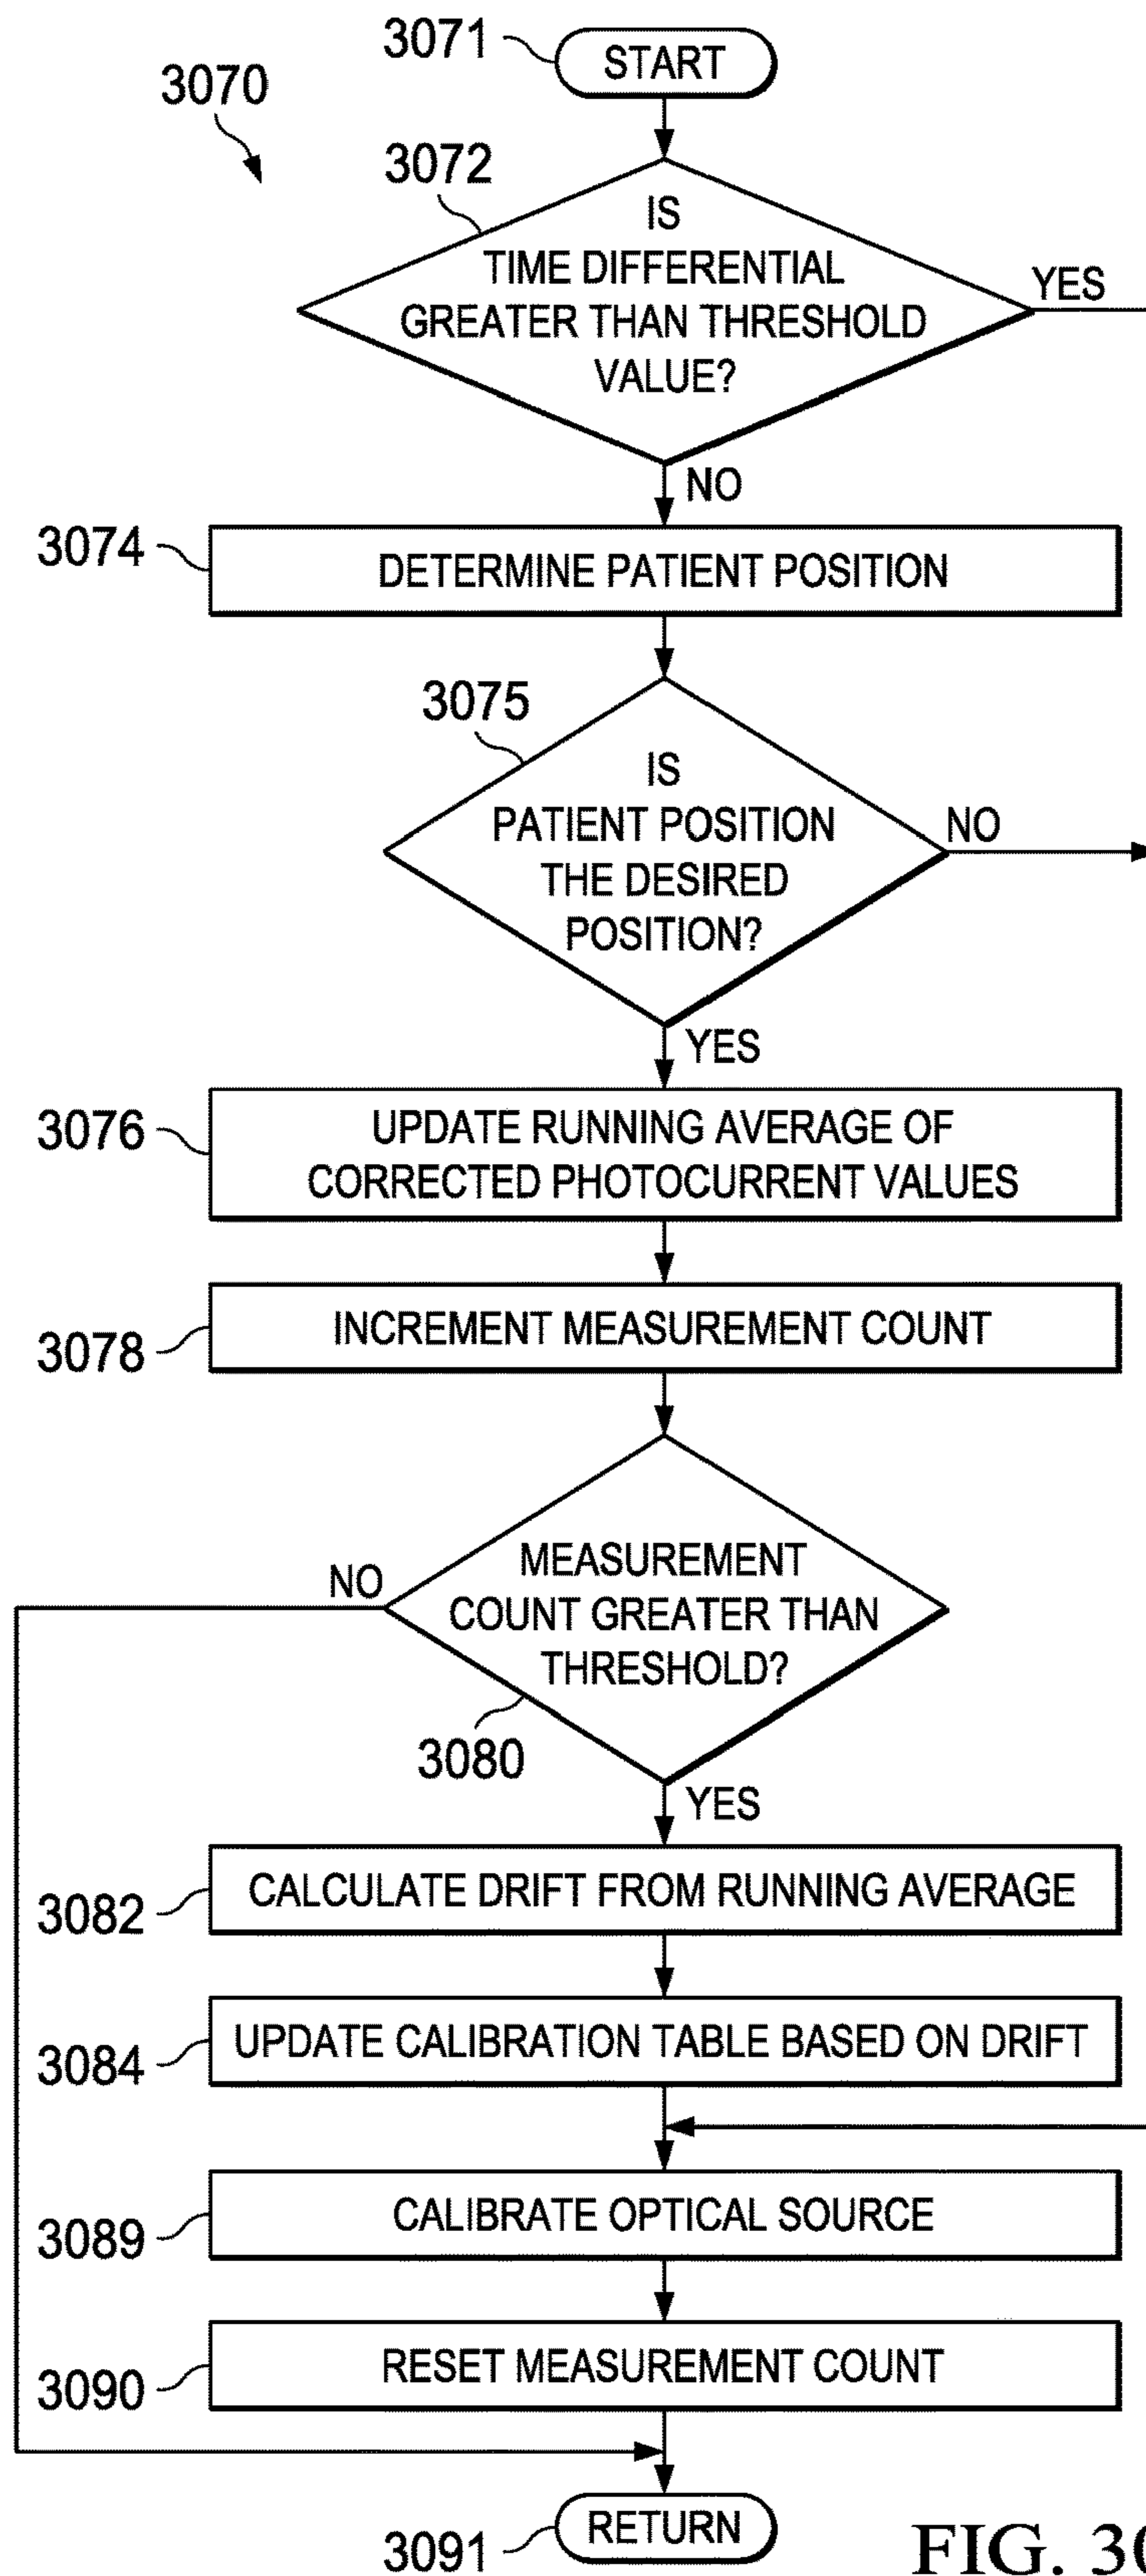 3071
START
3070
3072
IS
TIME DIFFERENTIAL
GREATER THAN THRESHOLD
VALUE?
YES
NO
3074
DETERMINE PATIENT POSITION
3075
IS
PATIENT POSITION
THE DESIRED
POSITION?
NO
YES
3076
UPDATE RUNNING AVERAGE OF
CORRECTED PHOTOCURRENT VALUES
3078
INCREMENT MEASUREMENT COUNT
NO
MEASUREMENT
COUNT GREATER THAN
THRESHOLD?
3080
YES
3082
CALCULATE DRIFT FROM RUNNING AVERAGE
3084
UPDATE CALIBRATION TABLE BASED ON DRIFT
3089
CALIBRATE OPTICAL SOURCE
3090
RESET MEASUREMENT COUNT
3091
RETURN
FIG.